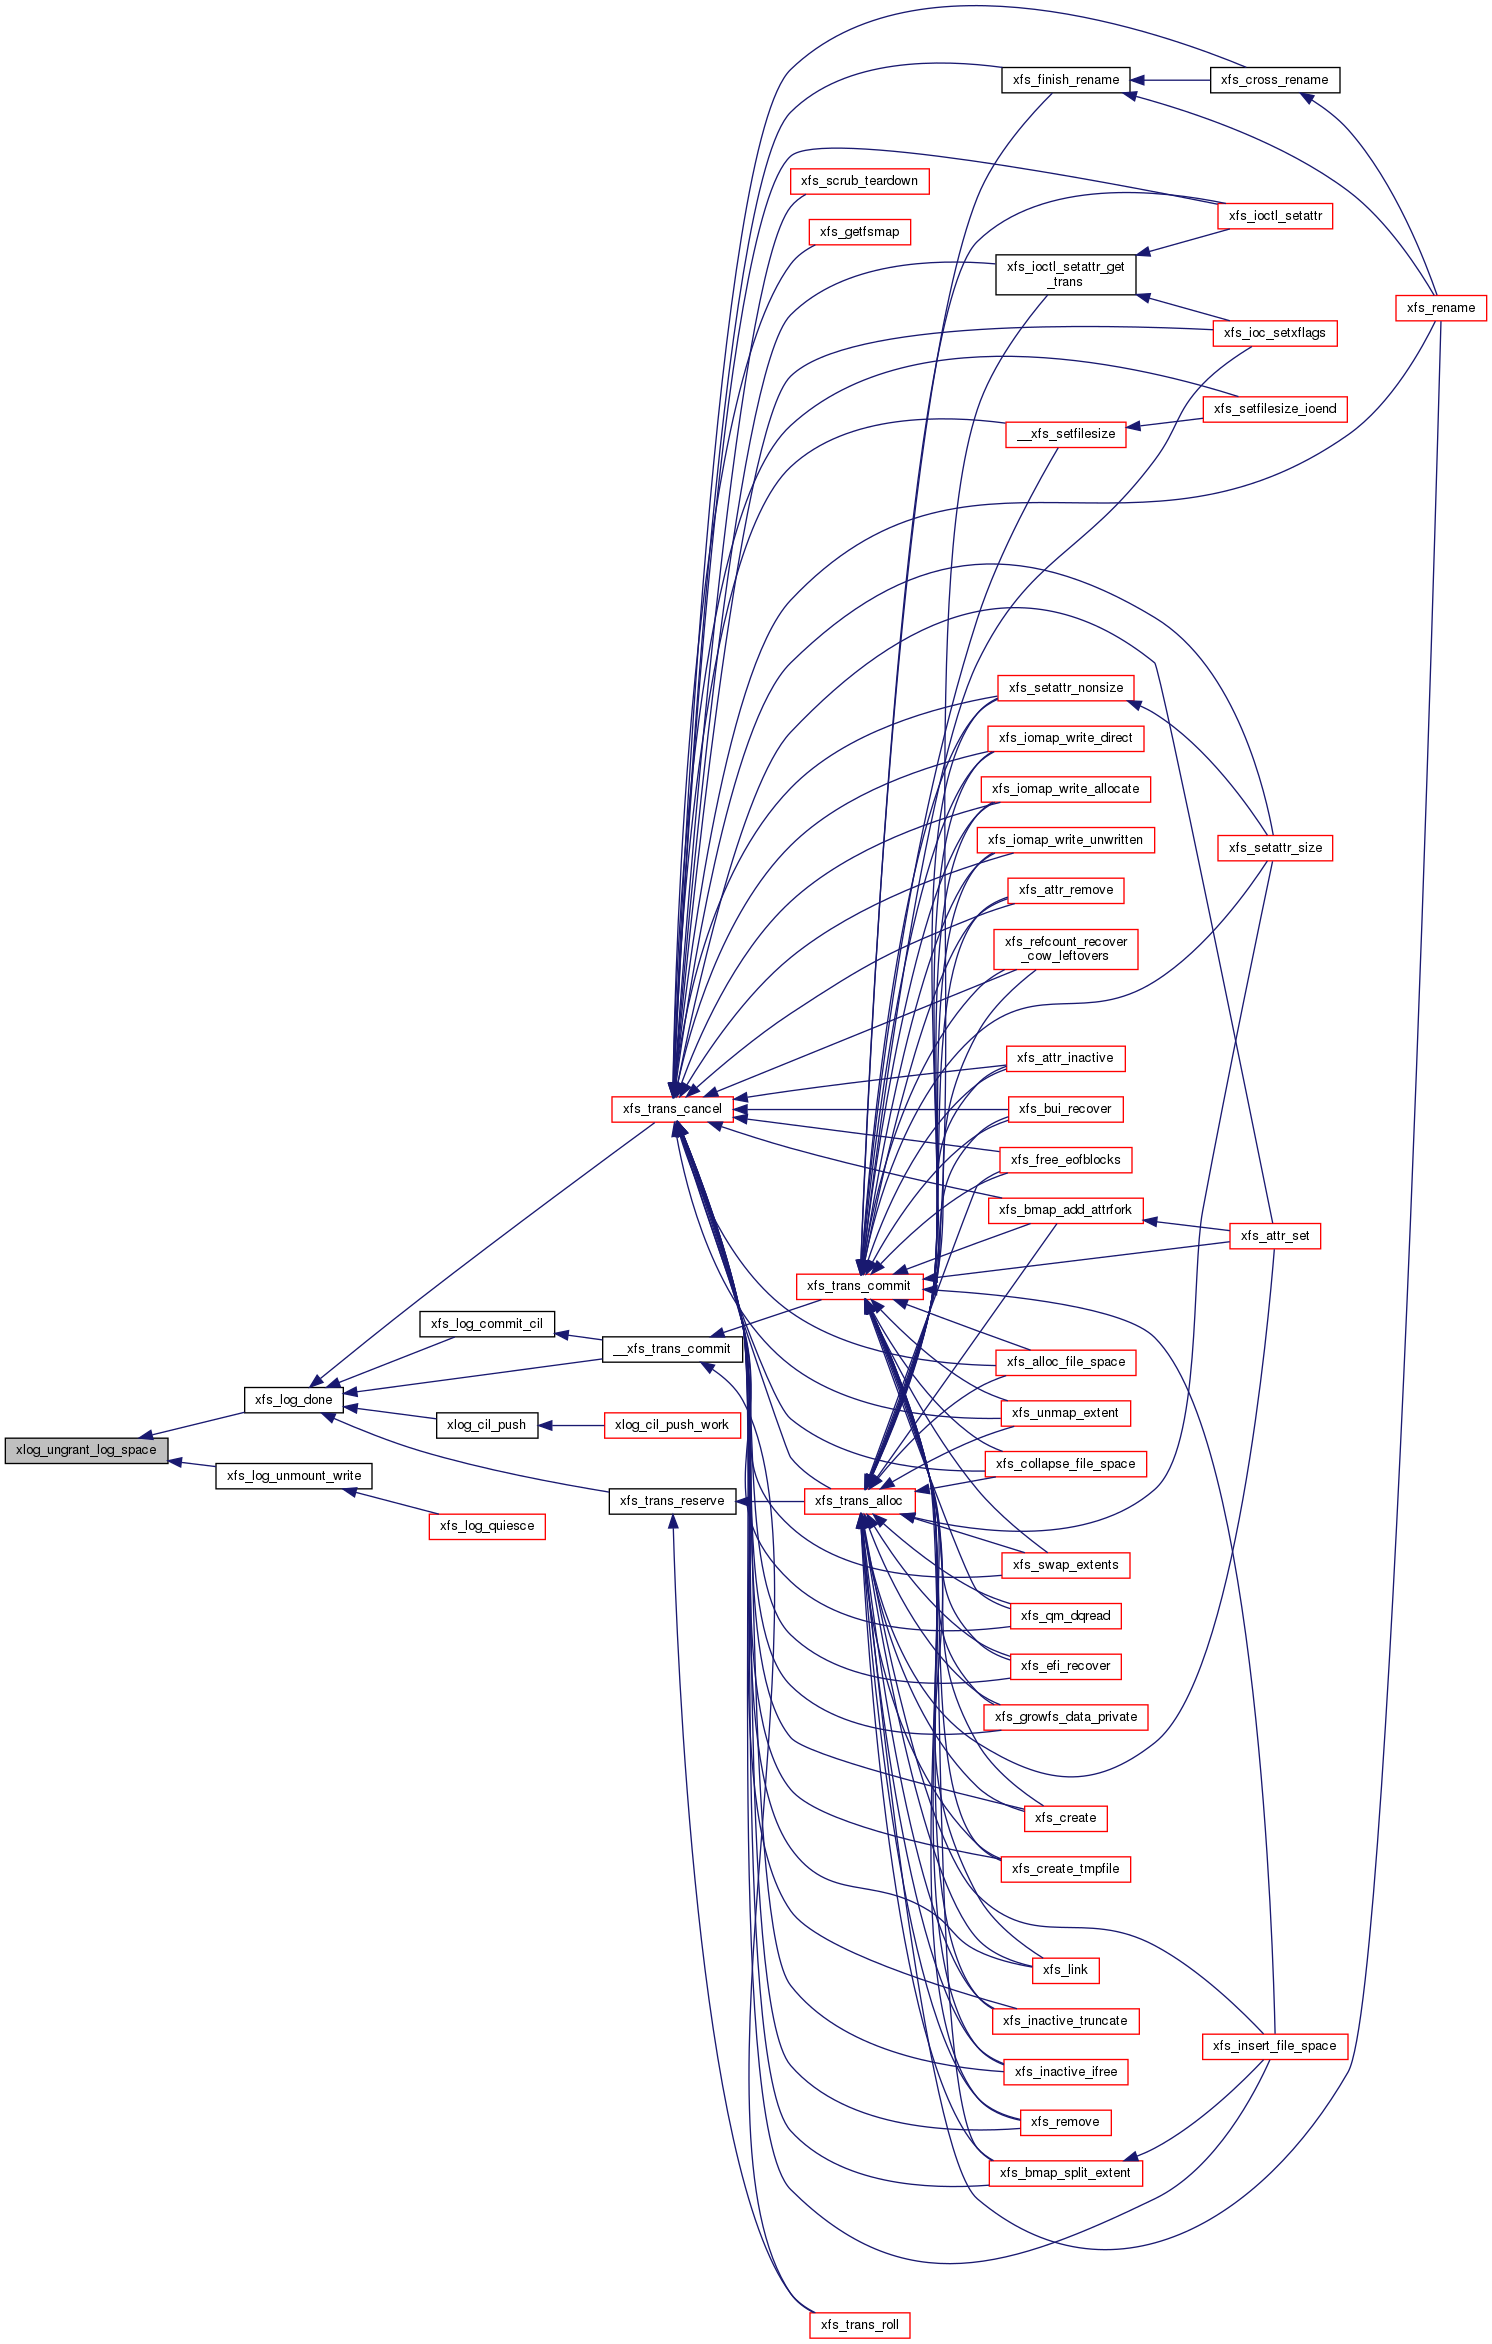 xfs_finish_rename
xfs_cross_rename
xfs_scrub_teardown
xfs_ioctl_setattr
xfs_getfsmap
xfs_ioctl_setattr_get
_trans
xfs_rename
xfs_ioc_setxflags
xfs_setfilesize_ioend
__xfs_setfilesize
xfs_setattr_nonsize
xfs_iomap_write_direct
xfs_iomap_write_allocate
xfs_iomap_write_unwritten
xfs_setattr_size
xfs_attr_remove
xfs_refcount_recover
_cow_leftovers
xfs_attr_inactive
xfs_trans_cancel
xfs_bui_recover
xfs_free_eofblocks
xfs_bmap_add_attrfork
xfs_attr_set
xfs_trans_commit
xfs_log_commit_cil
__xfs_trans_commit
xfs_alloc_file_space
xfs_log_done
xfs_unmap_extent
xlog_cil_push
xlog_cil_push_work
xlog_ungrant_log_space
xfs_collapse_file_space
xfs_log_unmount_write
xfs_trans_reserve
xfs_trans_alloc
xfs_log_quiesce
xfs_swap_extents
xfs_qm_dqread
xfs_efi_recover
xfs_growfs_data_private
xfs_create
xfs_create_tmpfile
xfs_link
xfs_inactive_truncate
xfs_insert_file_space
xfs_inactive_ifree
xfs_remove
xfs_bmap_split_extent
xfs_trans_roll